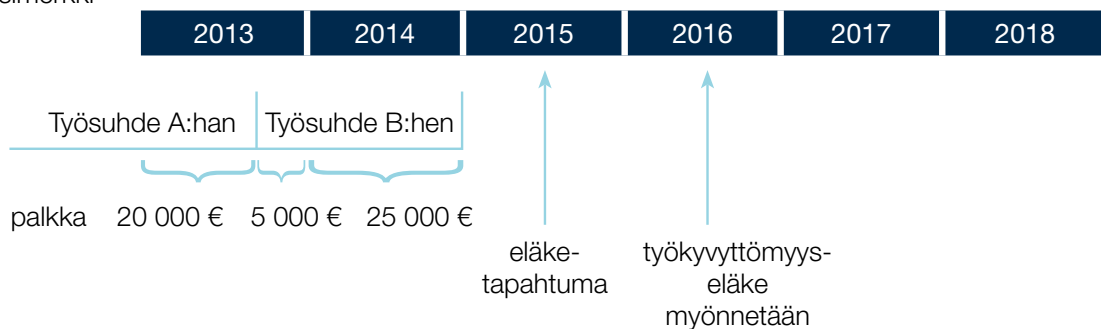 2013 2014 2015 2016 2017 2018
Työsuhde A:han Työsuhde B:hen
palkka 20 000 € 5 000 € 25 000 €
eläke-
tapahtuma
työkyvyttömyys-
eläke
myönnetään